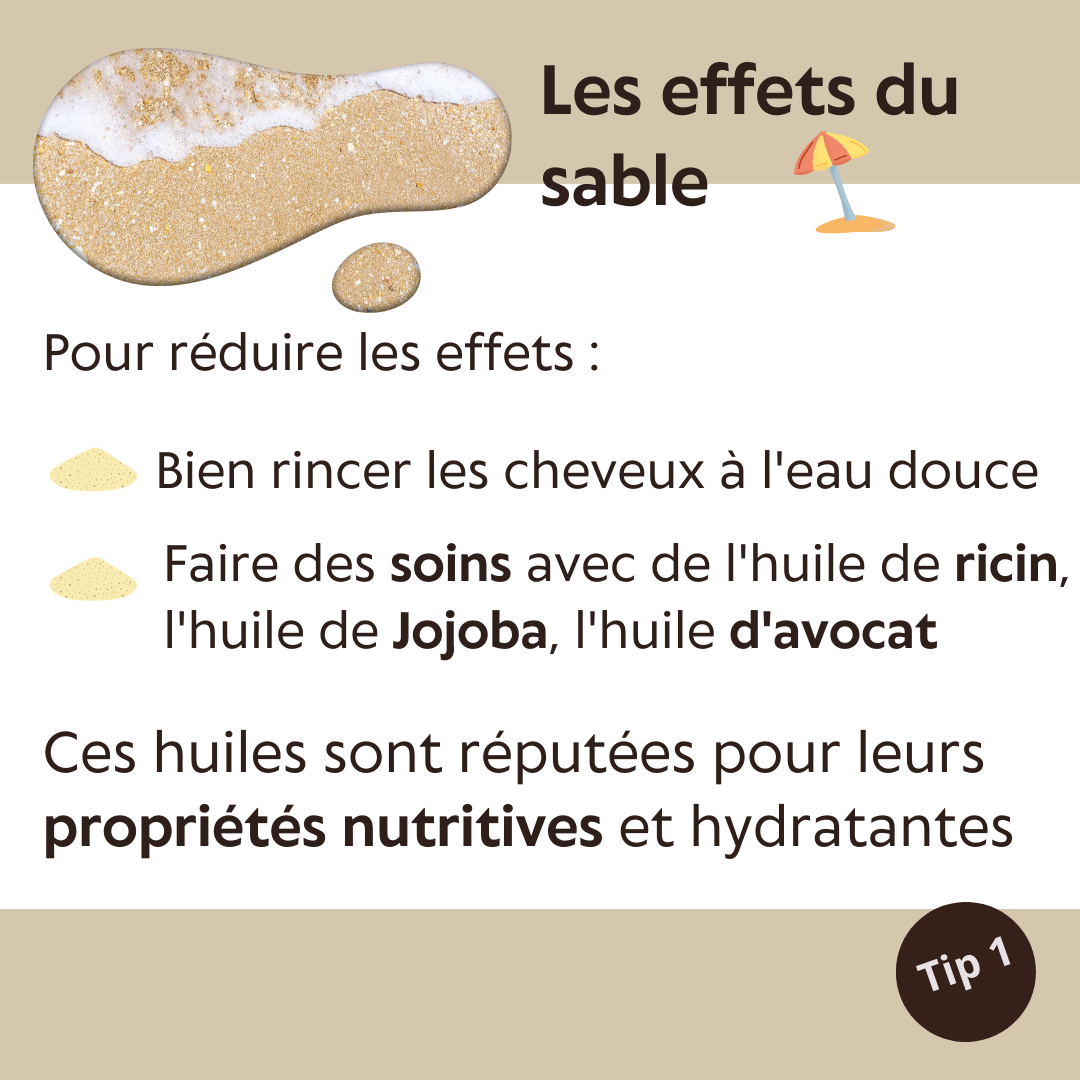 Les effets du
sable
Pour réduire les effets :
Bien rincer les cheveux à l'eau douce
Faire des soins avec de l'huile de ricin,
l'huile de Jojoba, l'huile d'avocat
Ces huiles sont réputées pour leurs
propriétés nutritives et hydratantes
Tip 1